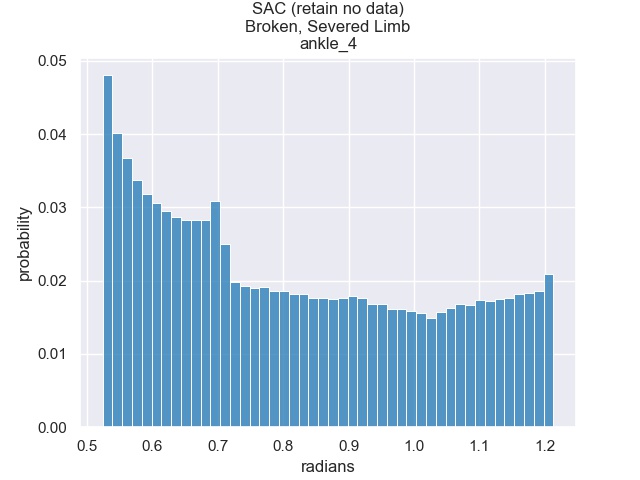 SAC (retain no data)
Broken, Severed Limb
ankle_4
0.05
0.04
0.03
0.02
0.01
0.00
probability
0.5 0.6 0.7 0.8 0.9 1.0 1.1 1.2
radians